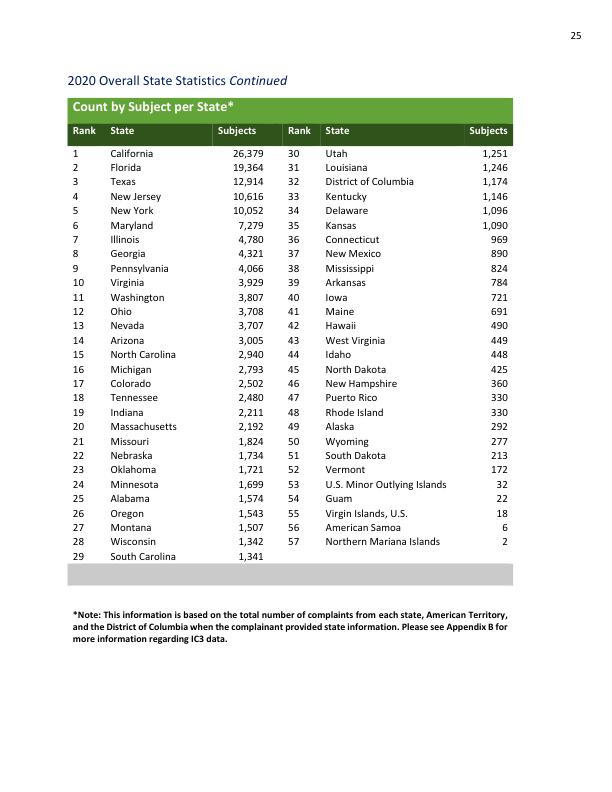 25
2020 Overall State Statistics Continued
Count by Subject per State*
Rank State Subjects Rank State Subjects
1 California 26,379 30 Utah 1,251
2 Florida 19,364 31 Louisiana 1,246
3 Texas 12,914 32 District of Columbia 1,174
4 New Jersey 10,616 33 Kentucky 1,146
5 New York 10,052 34 Delaware 1,096
6 Maryland 7,279 35 Kansas 1,090
7 Illinois 4,780 36 Connecticut 969
8 Georgia 4,321 37 New Mexico 890
9 Pennsylvania 4,066 38 Mississippi 824
10 Virginia 3,929 39 Arkansas 784
11 Washington 3,807 40 Iowa 721
12 Ohio 3,708 41 Maine 691
13 Nevada 3,707 42 Hawaii 490
14 Arizona 3,005 43 West Virginia 449
15 North Carolina 2,940 44 Idaho 448
16 Michigan 2,793 45 North Dakota 425
17 Colorado 2,502 46 New Hampshire 360
18 Tennessee 2,480 47 Puerto Rico 330
19 Indiana 2,211 48 Rhode Island 330
20 Massachusetts 2,192 49 Alaska 292
21 Missouri 1,824 50 Wyoming 277
22 Nebraska 1,734 51 South Dakota 213
23 Oklahoma 1,721 52 Vermont 172
24 Minnesota 1,699 53 U.S. Minor Outlying Islands 32
25 Alabama 1,574 54 Guam 22
26 Oregon 1,543 55 Virgin Islands, U.S. 18
27 Montana 1,507 56 American Samoa 6
28 Wisconsin 1,342 57 Northern Mariana Islands 2
29 South Carolina 1,341
*Note: This information is based on the total number of complaints from each state, American Territory,
and the District of Columbia when the complainant provided state information. Please see Appendix B for
more information regarding IC3 data.